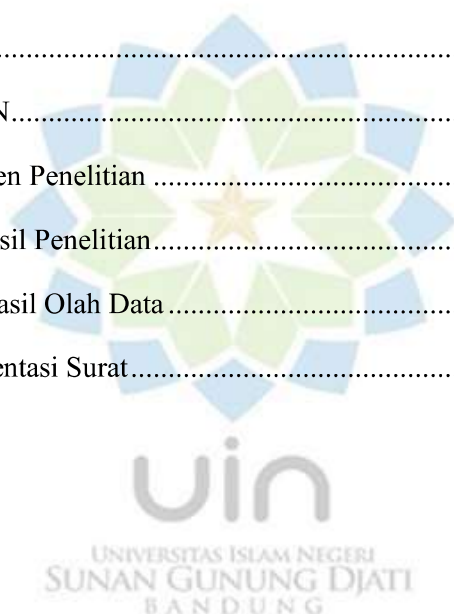 ....................................................
N....................................................
en Penelitian ........................................
sil Penelitian........................................
asil Olah Data ......................................
entasi Surat..........................................
uin
UNIVERSITAS ISLAM NEGERI
SUNAN GUNUNG DJATI
BANDUNG